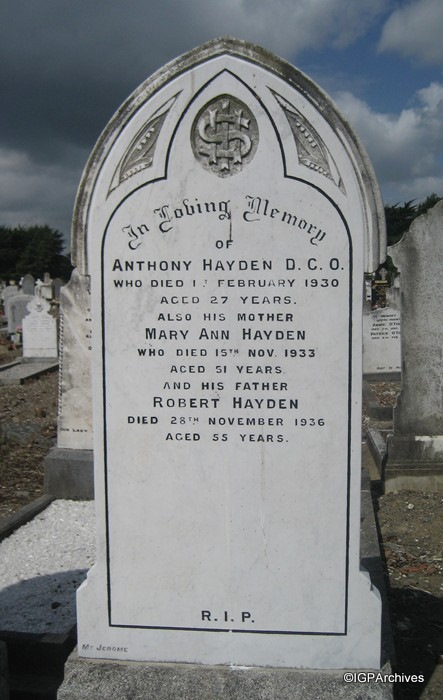 IHS
In Loving Memory
OF
ANTHONY HAYDEN D.C.O.
WHO DIED FEBRUARY 1930
AGED 27 YEARS.
ALSO HIS MOTHER
MARY ANN HAYDEN
WHO DIED 15TH NOV. 1933
AGED 51 YEARS
AND HIS FATHER
ROBERT HAYDEN
DIED 28TH NOVEMBER 1936
AGED 55 YEARS.
R.I.P.
MT JEROME
©IGPArchives